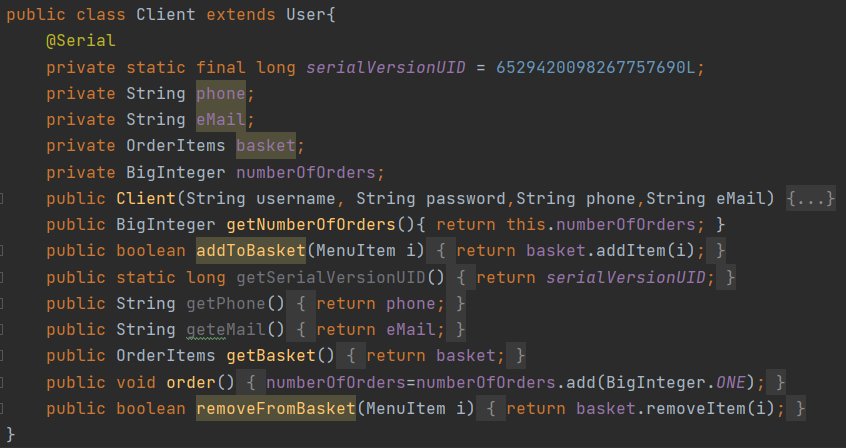 public class Client extends User{
@Serial
private static final long serialVersionUID = 6529420098267757690L;
private String phone;
private String eMail;
private OrderItems basket;
private BigInteger numberOfOrders;
public Client(String username, String password,String phone,String eMail) {...}
public BigInteger getNumberOfOrders(){ return this.numberOfOrders; }
public boolean addToBasket(MenuItem i) { return basket.addItem(i); }
public static long getSerialVersionUID() { return serialVersionUID; }
public String getPhone() { return phone; }
public String geteMail() { return eMail; }
public OrderItems getBasket() { return basket; }
public void order() { numberOfOrders=numberOfOrders.add(BigInteger.ONE); }
public boolean removeFromBasket(MenuItem i) { return basket.removeItem(i); }
}